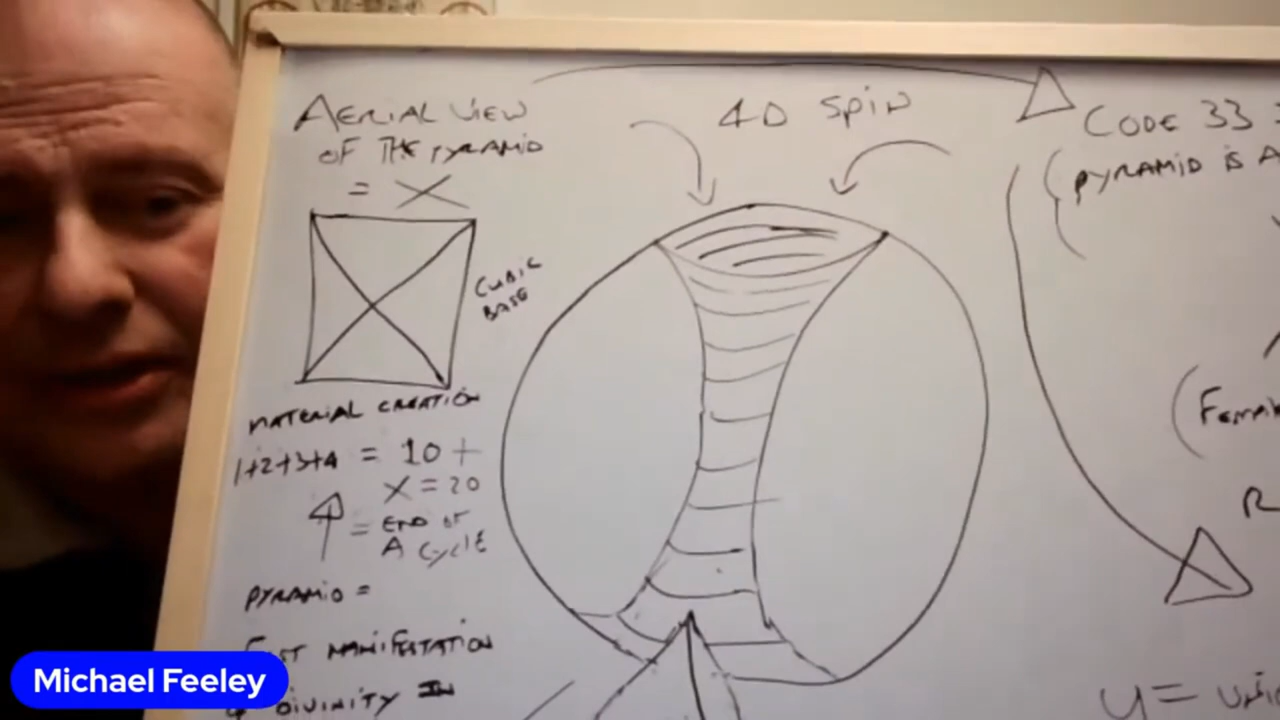 AERIAL VIEW
OF THE PYRAMID
= X
CUBIC
BASE
MATERIAL CREATION
1+2+3+4 = 10 +
X = 20
= END OF
A CYCLE
PYRAMID =
MANIFESTATION
DIVINITY IN
4D SPIN
CODE 33
PYRAMID IS A
Michael Feeley